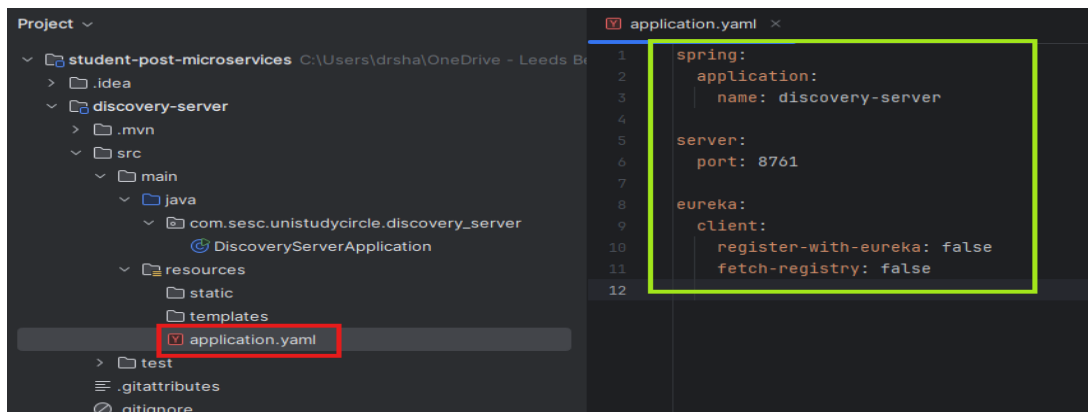 Project
student-post-microservices C:\Users\drsha\OneDrive - Leeds Be
.idea
discovery-server
.mvn
src
main
java
com.sesc.unistudycircle.discovery_server
DiscoveryServerApplication
resources
static
templates
application.yaml
test
.gitattributes
.gitignore
application.yaml
1 spring:
2 application:
3 name: discovery-server
4
5 server:
6 port: 8761
7
8 eureka:
9 client:
10 register-with-eureka: false
11 fetch-registry: false
12